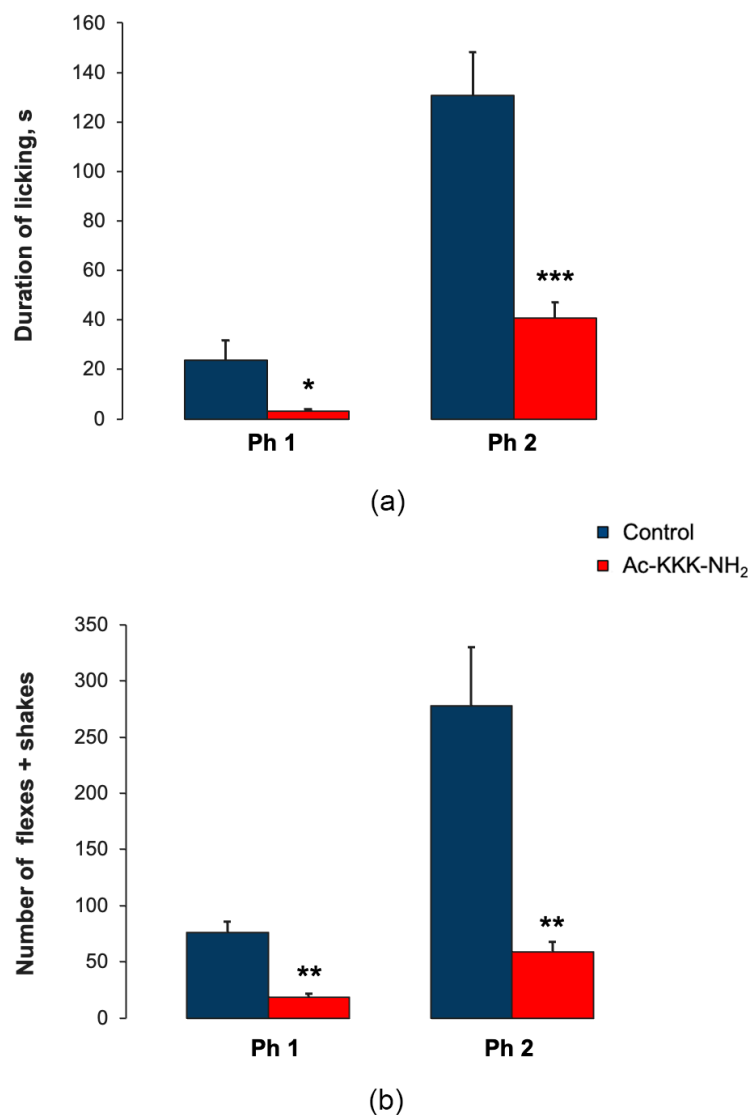 Duration of licking, s
160
140
120
100
80
60
40
20
0
*
***
Ph 1 Ph 2
(a)
Control
Ac-KKK-NH₂
Number of flexes + shakes
350
300
250
200
150
100
50
0
**
**
Ph 1 Ph 2
(b)